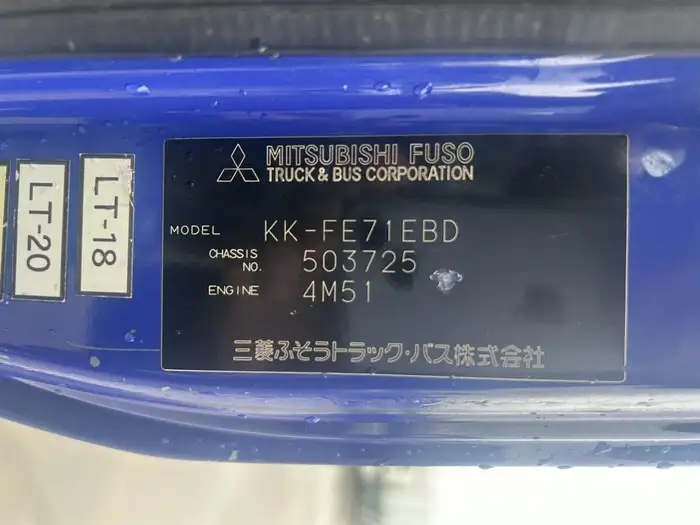 MITSUBISHI FUSO
TRUCK & BUS CORPORATION
MODEL KK-FE71EBD
CHASSIS NO. 503725
ENGINE 4M51
三菱ふそうトラック・バス株式会社
LT-20
LT-18